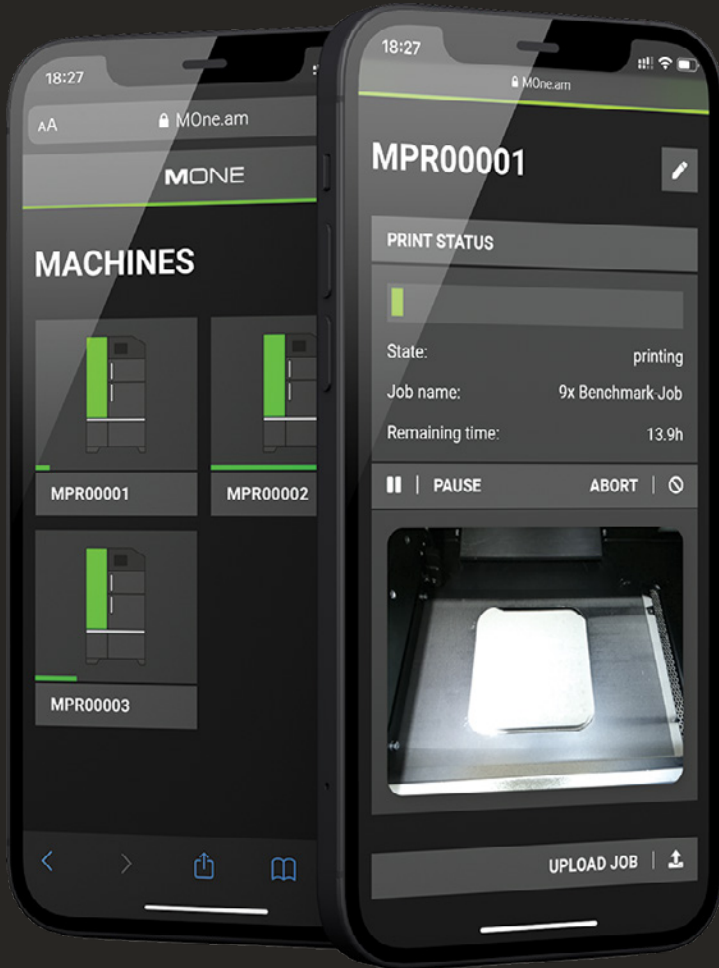 18:27
AA MOne.am
MONE
MACHINES
MPR00001
MPR00002
MPR00003
18:27
MOne.am
MPR00001
PRINT STATUS
State: printing
Job name: 9x Benchmark-Job
Remaining time: 13.9h
PAUSE ABORT
UPLOAD JOB